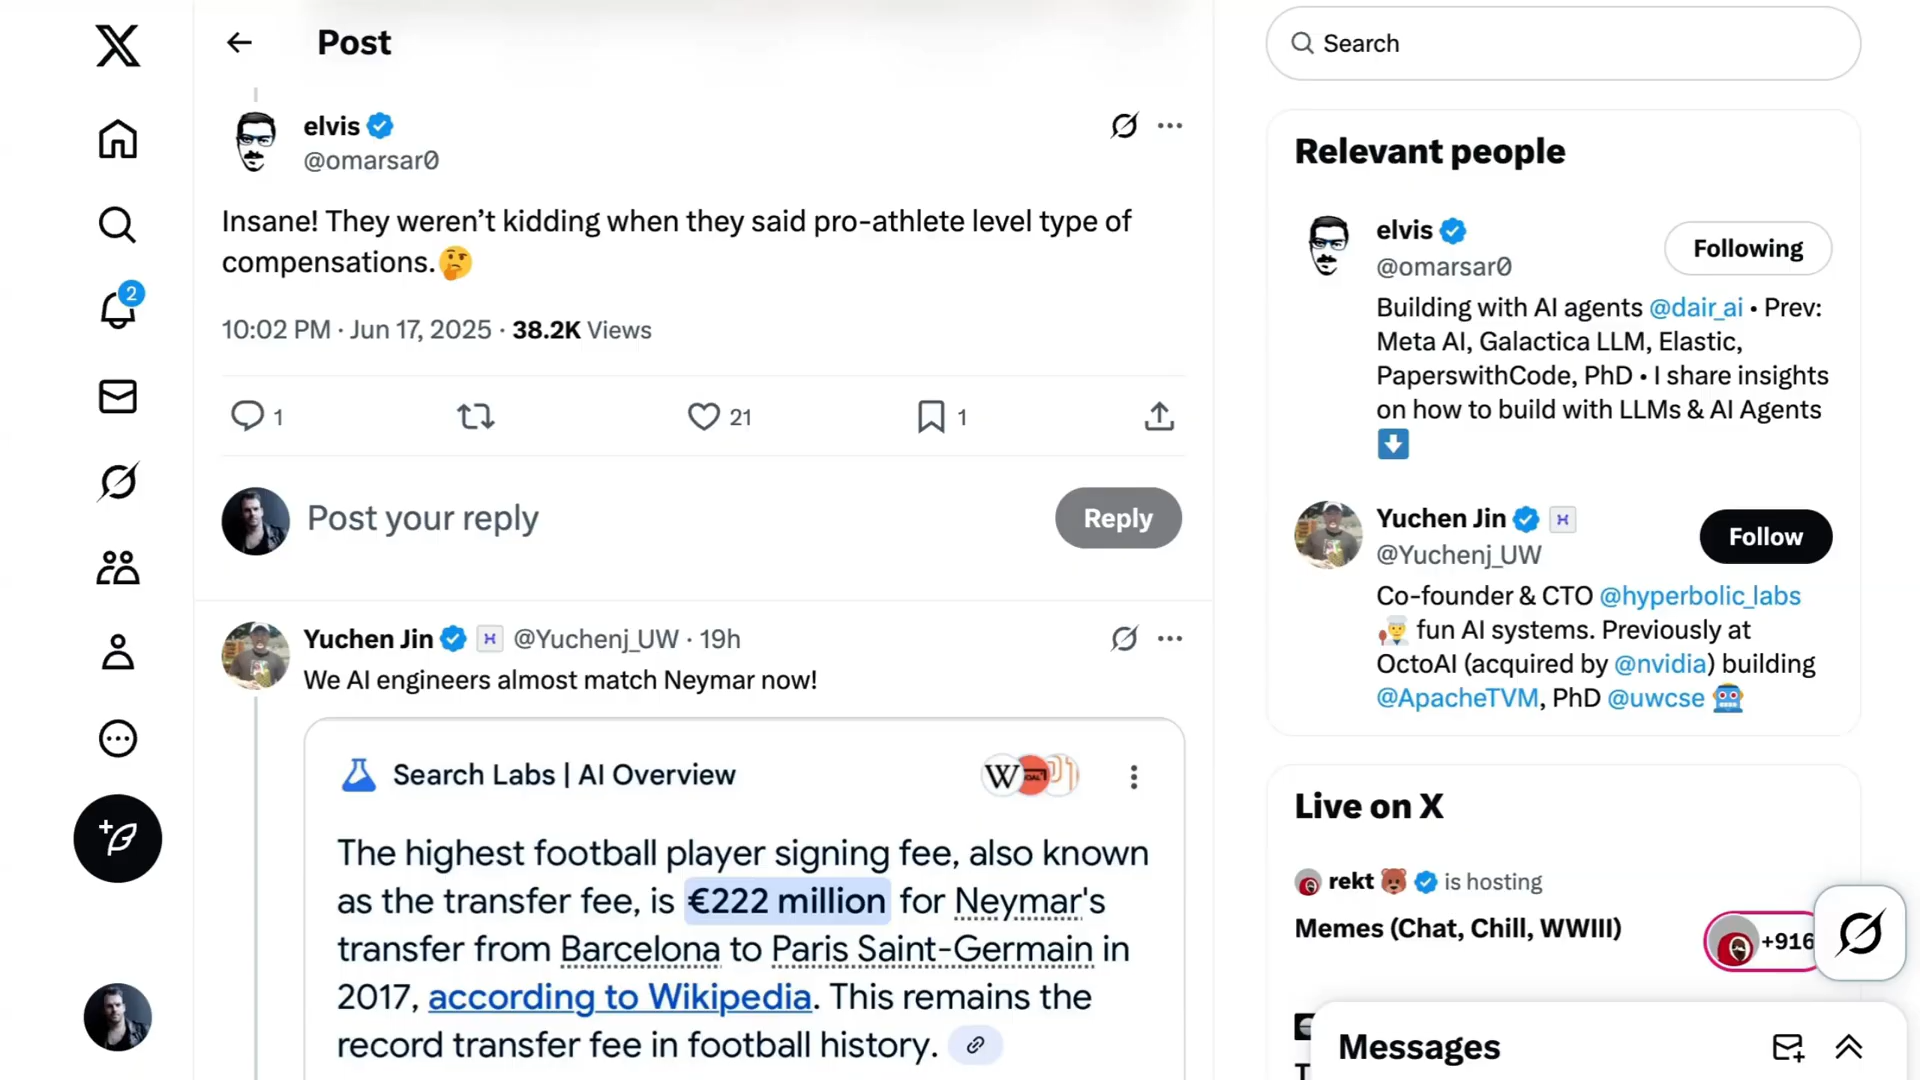 Post
elvis
@omarsar0
Insane! They weren’t kidding when they said pro-athlete level type of
compensations.🤔
10:02 PM · Jun 17, 2025 · 38.2K Views
1
21
1
Post your reply
Reply
Yuchen Jin @Yuchenj_UW · 19h
We AI engineers almost match Neymar now!
Search Labs | AI Overview
The highest football player signing fee, also known
as the transfer fee, is €222 million for Neymar's
transfer from Barcelona to Paris Saint-Germain in
2017, according to Wikipedia. This remains the
record transfer fee in football history.
2
Search
Relevant people
elvis
@omarsar0
Following
Building with AI agents @dair_ai • Prev:
Meta AI, Galactica LLM, Elastic,
PaperswithCode, PhD • I share insights
on how to build with LLMs & AI Agents
⬇️
Yuchen Jin
@Yuchenj_UW
Follow
Co-founder & CTO @hyperbolic_labs
fun AI systems. Previously at
OctoAI (acquired by @nvidia) building
@ApacheTVM, PhD @uwcse 🤖
Live on X
rekt 🐻 is hosting
Memes (Chat, Chill, WWIII)
+916
Messages